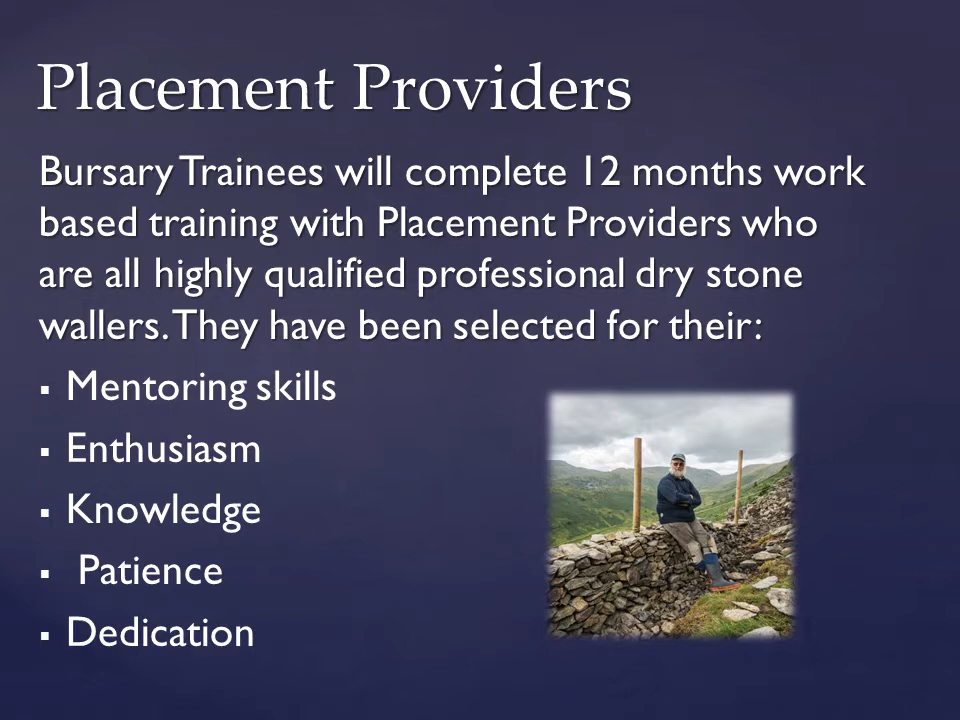 Placement Providers
Bursary Trainees will complete 12 months work
based training with Placement Providers who
are all highly qualified professional dry stone
wallers. They have been selected for their:
▪ Mentoring skills
▪ Enthusiasm
▪ Knowledge
▪ Patience
▪ Dedication